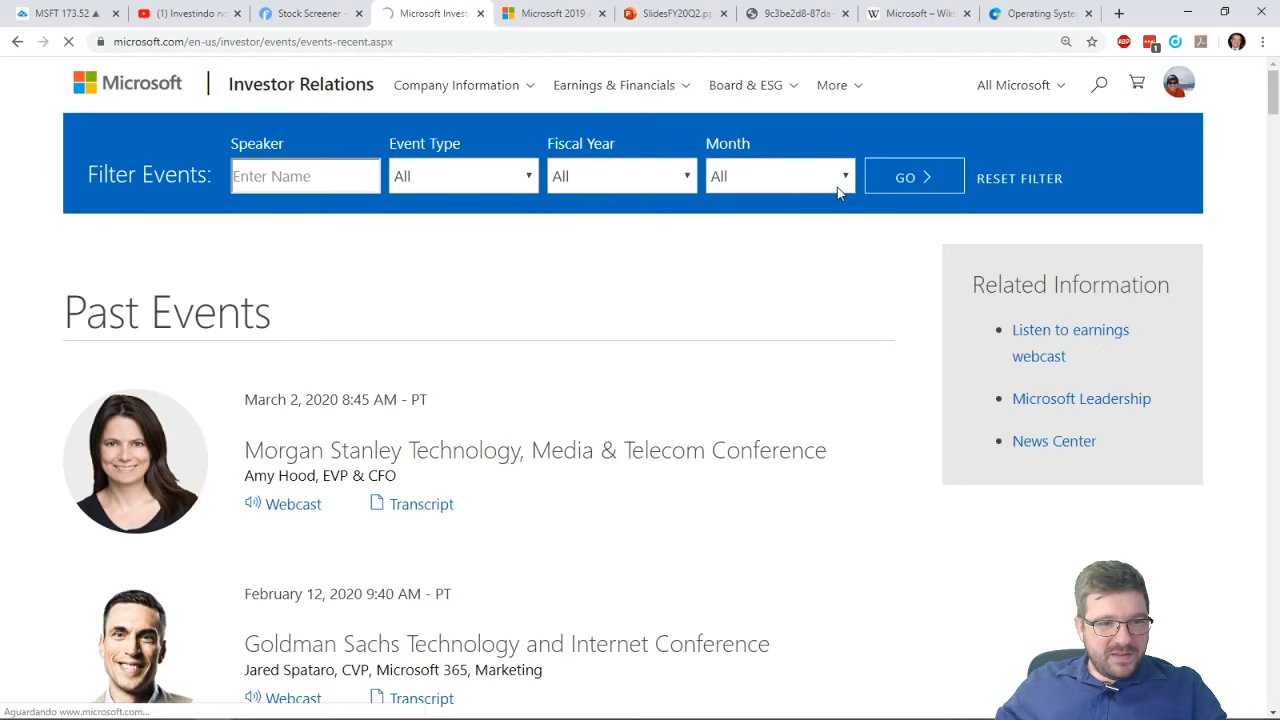 MSFT 173.52
Investindo no
Stock Screener -
Microsoft Inves
Microsoft 2019 A
SlidesFY20Q2.pp
9c3be2d8-87da-
Microsoft – Wiki
Operating System
microsoft.com/en-us/investor/events/events-recent.aspx
ABP
1
Microsoft
Investor Relations
Company Information
Earnings & Financials
Board & ESG
More
All Microsoft
Filter Events:
Speaker
Enter Name
Event Type
All
Fiscal Year
All
Month
All
GO
RESET FILTER
Past Events
March 2, 2020 8:45 AM - PT
Morgan Stanley Technology, Media & Telecom Conference
Amy Hood, EVP & CFO
Webcast Transcript
February 12, 2020 9:40 AM - PT
Goldman Sachs Technology and Internet Conference
Jared Spataro, CVP, Microsoft 365, Marketing
Webcast Transcript
Related Information
Listen to earnings
webcast
Microsoft Leadership
News Center
Aguardando www.microsoft.com...